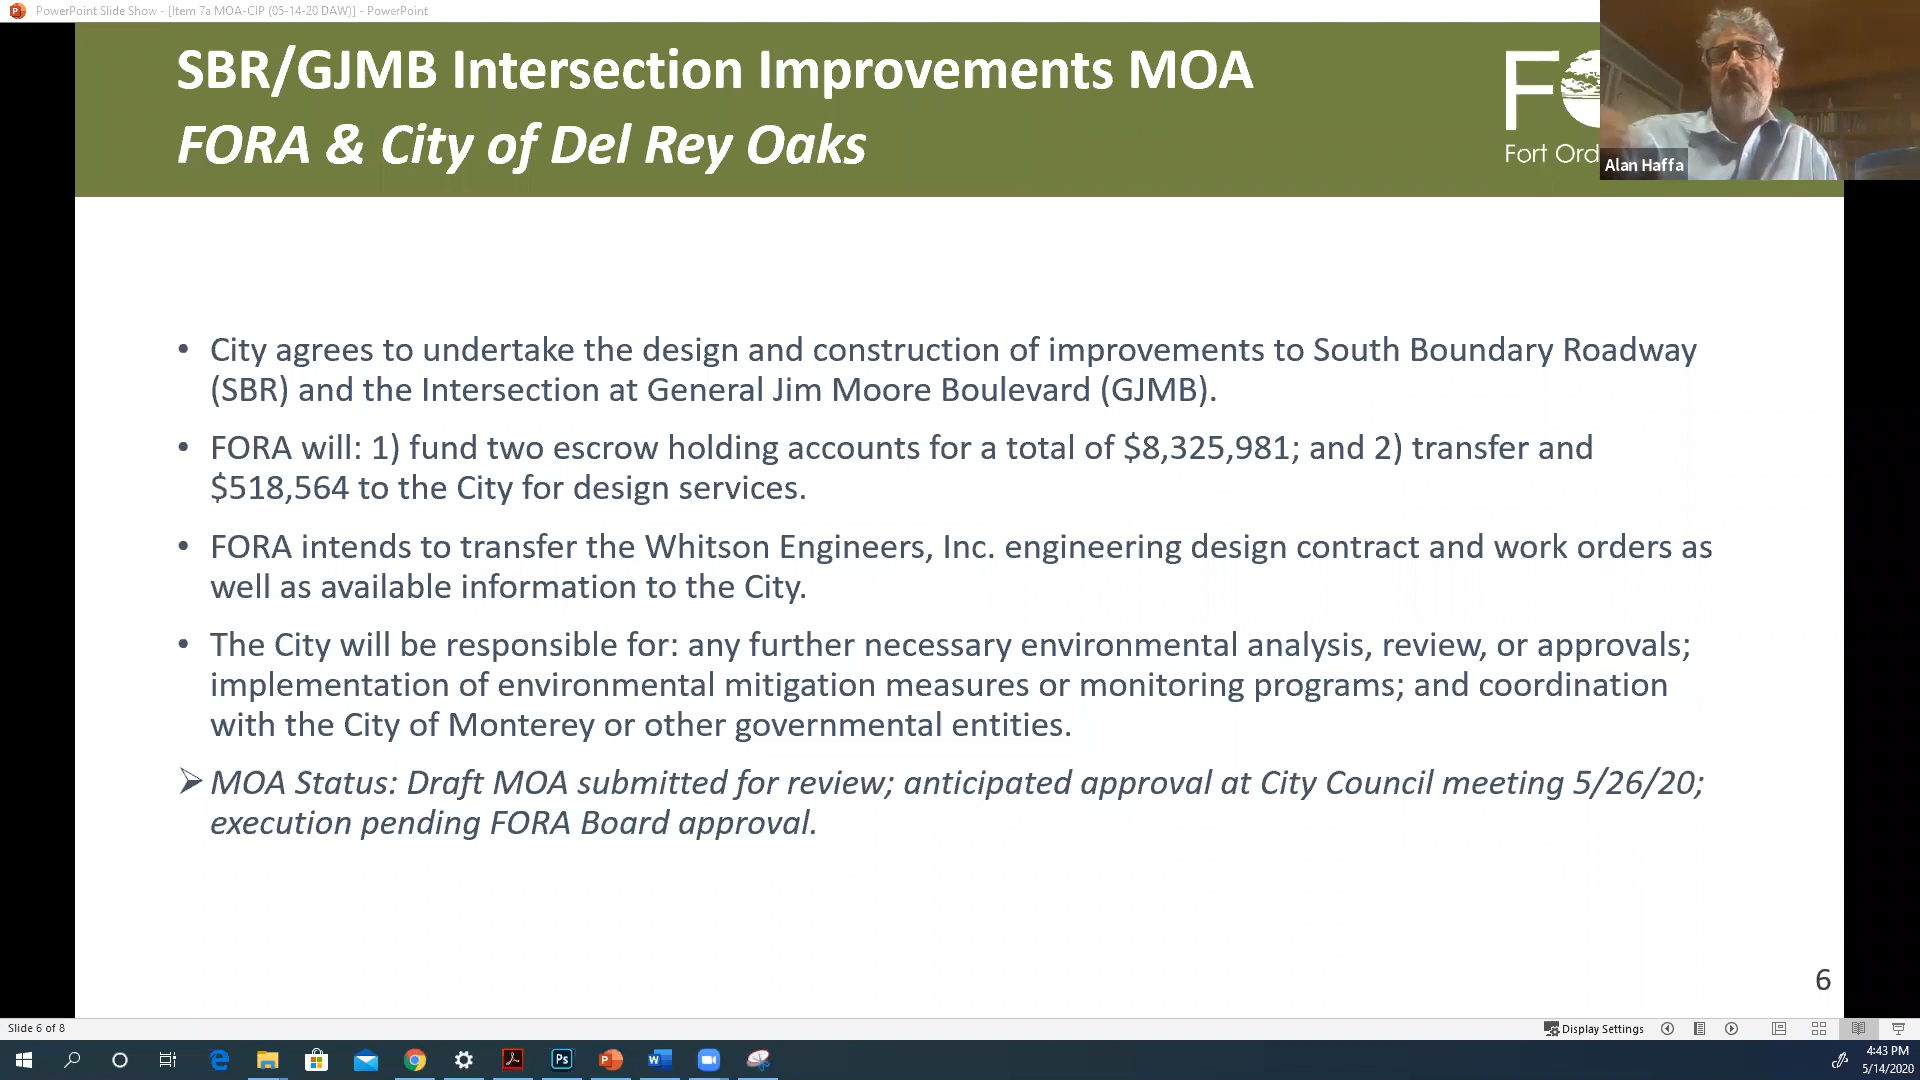 PowerPoint Slide Show - [Item 7a MOA-CIP (05-14-20 DAW)] - PowerPoint
SBR/GJMB Intersection Improvements MOA
FORA & City of Del Rey Oaks
Fort Ord
Alan Haffa
• City agrees to undertake the design and construction of improvements to South Boundary Roadway
(SBR) and the Intersection at General Jim Moore Boulevard (GJMB).
• FORA will: 1) fund two escrow holding accounts for a total of $8,325,981; and 2) transfer and
$518,564 to the City for design services.
• FORA intends to transfer the Whitson Engineers, Inc. engineering design contract and work orders as
well as available information to the City.
• The City will be responsible for: any further necessary environmental analysis, review, or approvals;
implementation of environmental mitigation measures or monitoring programs; and coordination
with the City of Monterey or other governmental entities.
➢ MOA Status: Draft MOA submitted for review; anticipated approval at City Council meeting 5/26/20;
execution pending FORA Board approval.
6
Slide 6 of 8
Display Settings
Ps
4:43 PM
5/14/2020